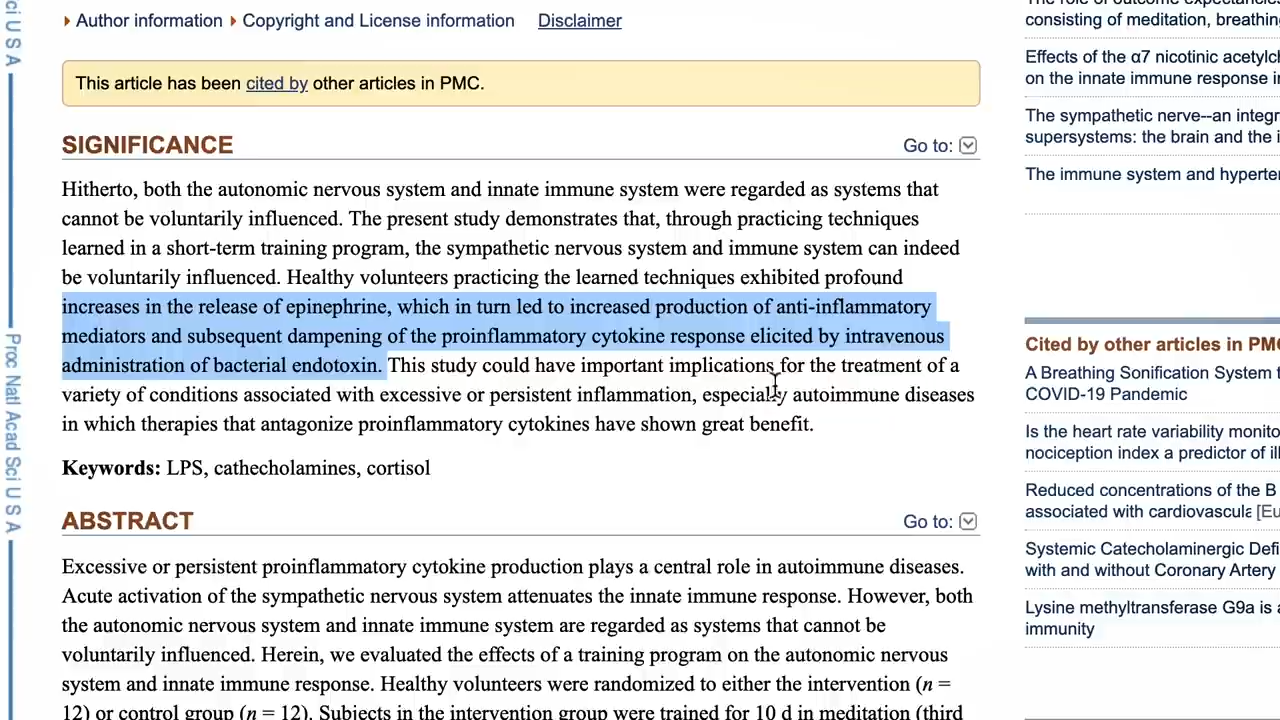 Author information Copyright and License information Disclaimer
This article has been cited by other articles in PMC.
SIGNIFICANCE
Go to:
Hitherto, both the autonomic nervous system and innate immune system were regarded as systems that
cannot be voluntarily influenced. The present study demonstrates that, through practicing techniques
learned in a short-term training program, the sympathetic nervous system and immune system can indeed
be voluntarily influenced. Healthy volunteers practicing the learned techniques exhibited profound
increases in the release of epinephrine, which in turn led to increased production of anti-inflammatory
mediators and subsequent dampening of the proinflammatory cytokine response elicited by intravenous
administration of bacterial endotoxin. This study could have important implications for the treatment of a
variety of conditions associated with excessive or persistent inflammation, especially autoimmune diseases
in which therapies that antagonize proinflammatory cytokines have shown great benefit.
Keywords: LPS, cathecholamines, cortisol
ABSTRACT
Go to:
Excessive or persistent proinflammatory cytokine production plays a central role in autoimmune diseases.
Acute activation of the sympathetic nervous system attenuates the innate immune response. However, both
the autonomic nervous system and innate immune system are regarded as systems that cannot be
voluntarily influenced. Herein, we evaluated the effects of a training program on the autonomic nervous
system and innate immune response. Healthy volunteers were randomized to either the intervention (n =
12) or control group (n = 12). Subjects in the intervention group were trained for 10 d in meditation (third
ci U S A
Proc Natl Acad Sci U S A
The role of outcome
consisting of meditation, breathin
Effects of the α7 nicotinic acetylch
on the innate immune response i
The sympathetic nerve--an integr
supersystems: the brain and the i
The immune system and hyperte
Cited by other articles in PMC
A Breathing Sonification System t
COVID-19 Pandemic
Is the heart rate variability monito
nociception index a predictor of ill
Reduced concentrations of the B
associated with cardiovascula [Eu
Systemic Catecholaminergic Defi
with and without Coronary Artery
Lysine methyltransferase G9a is a
immunity